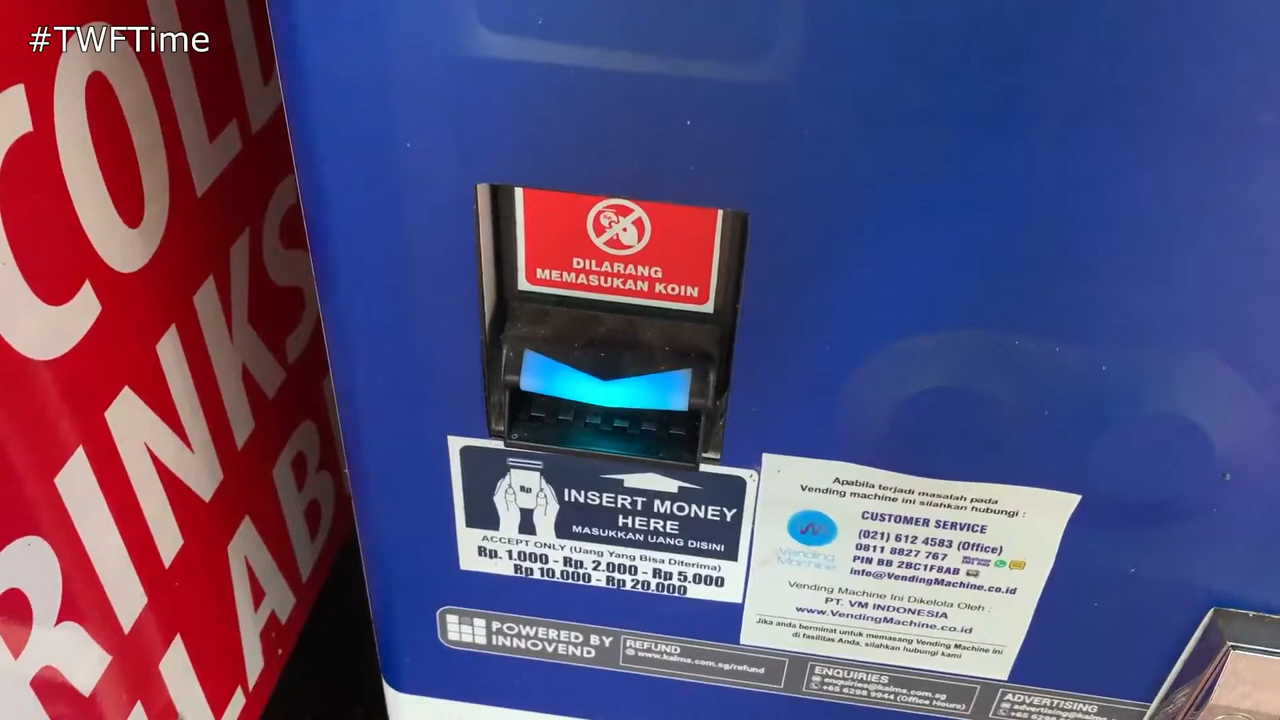 #TWFTime
COLD
DRINKS
DILARANG
MEMASUKAN KOIN
Rp
INSERT MONEY
HERE
MASUKKAN UANG DISINI
ACCEPT ONLY (Uang Yang Bisa Diterima)
Rp. 1.000 - Rp. 2.000 - Rp 5.000
Rp 10.000 - Rp 20.000
Apabila terjadi masalah pada
Vending machine ini silahkan hubungi :
Vending
Machine
CUSTOMER SERVICE
(021) 612 4583 (Office)
0811 8827 767
PIN BB 2BC1F8AB
info@VendingMachine.co.id
Vending Machine Ini Dikelola Oleh :
PT. VM INDONESIA
www.VendingMachine.co.id
Jika anda berminat untuk memasang Vending Machine ini
di fasilitas Anda, silahkan hubungi kami
POWERED BY
INNOVEND
REFUND
www.kalms.com.sg/refund
ENQUIRIES
enquiries@kalms.com.sg
+65 6298 9944 (Office Hours)
ADVERTISING